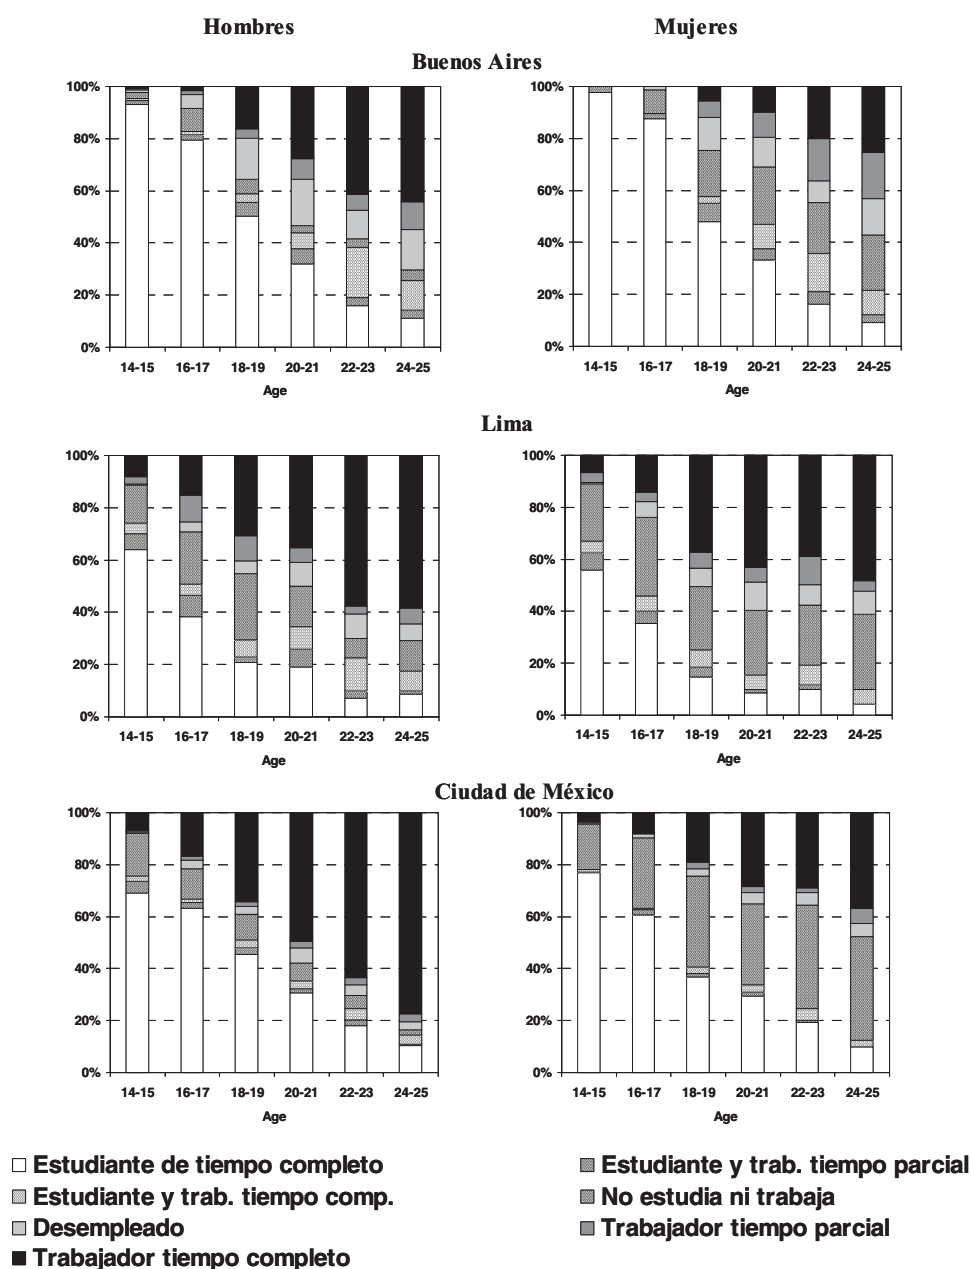 Hombres Mujeres
Buenos Aires
100% 100%
80% 80%
60% 60%
40% 40%
20% 20%
0% 0%
14-15 16-17 18-19 20-21 22-23 24-25 14-15 16-17 18-19 20-21 22-23 24-25
Age Age
Lima
100% 100%
80% 80%
60% 60%
40% 40%
20% 20%
0% 0%
14-15 16-17 18-19 20-21 22-23 24-25 14-15 16-17 18-19 20-21 22-23 24-25
Age Age
Ciudad de México
100% 100%
80% 80%
60% 60%
40% 40%
20% 20%
0% 0%
14-15 16-17 18-19 20-21 22-23 24-25 14-15 16-17 18-19 20-21 22-23 24-25
Age Age
Estudiante de tiempo completo Estudiante y trab. tiempo parcial
Estudiante y trab. tiempo comp. No estudia ni trabaja
Desempleado Trabajador tiempo parcial
Trabajador tiempo completo